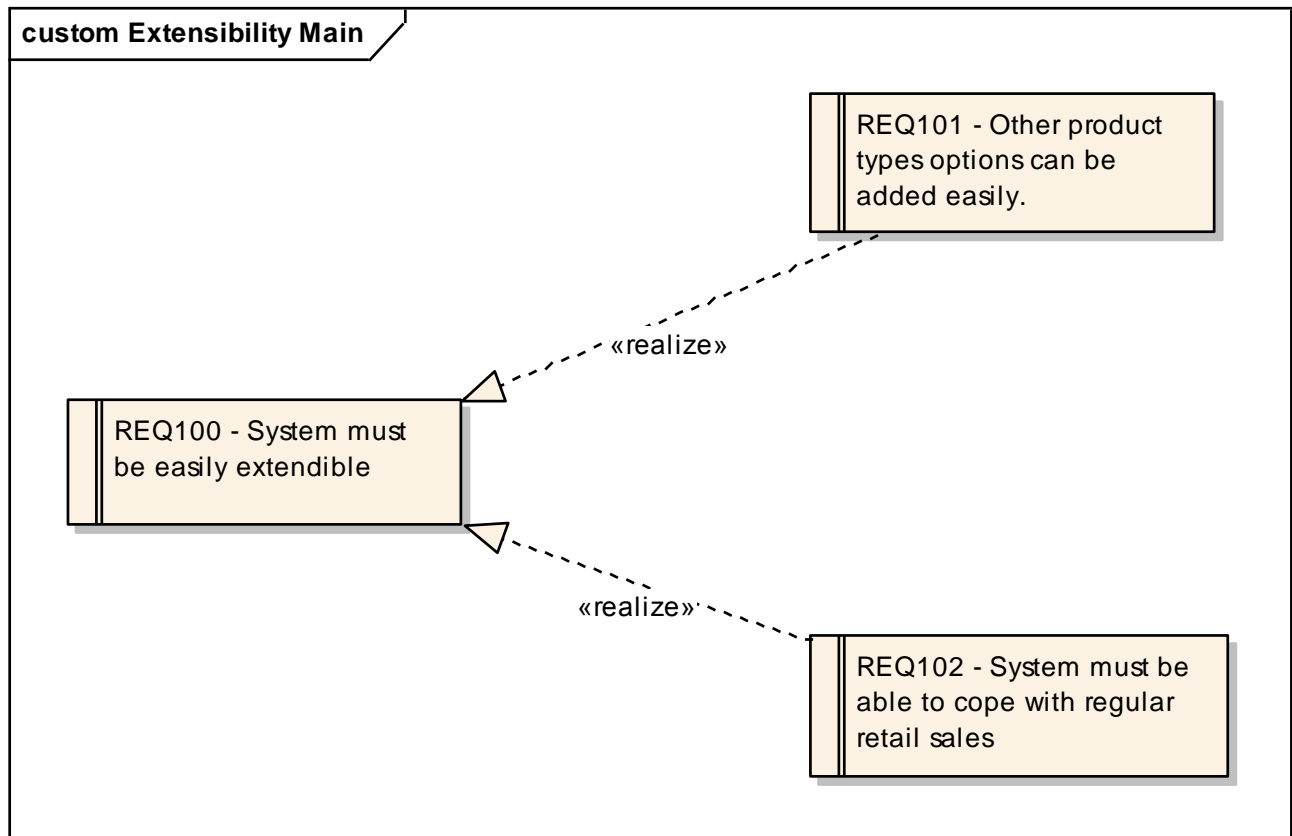 custom Extensibility Main
REQ101 - Other product
types options can be
added easily.
«realize»
REQ100 - System must
be easily extendible
«realize»
REQ102 - System must be
able to cope with regular
retail sales